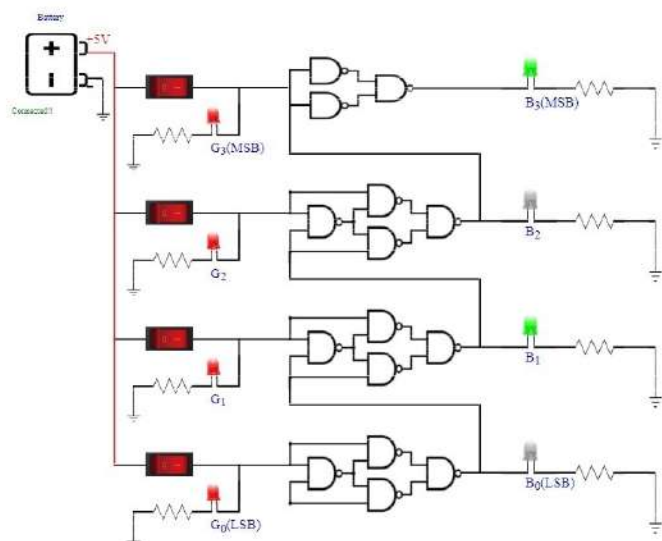 Battery
+5V
Connected!!
G3(MSB)
B3(MSB)
G2
B2
G1
B1
G0(LSB)
B0(LSB)